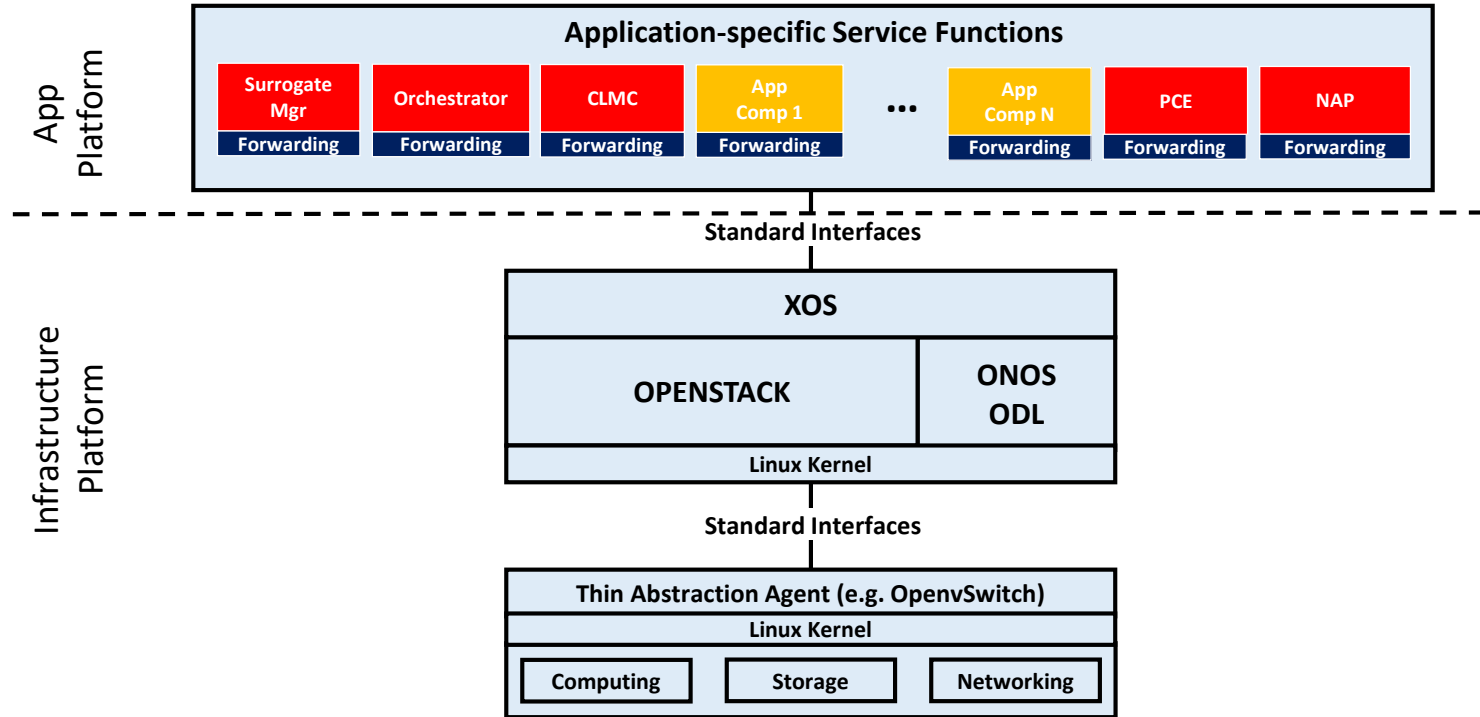 App
Platform
Application-specific Service Functions
Surrogate
Mgr
Forwarding
Orchestrator
Forwarding
CLMC
Forwarding
App
Comp 1
Forwarding
...
App
Comp N
Forwarding
PCE
Forwarding
NAP
Forwarding
Standard Interfaces
Infrastructure
Platform
XOS
OPENSTACK
ONOS
ODL
Linux Kernel
Standard Interfaces
Thin Abstraction Agent (e.g. OpenvSwitch)
Linux Kernel
Computing
Storage
Networking